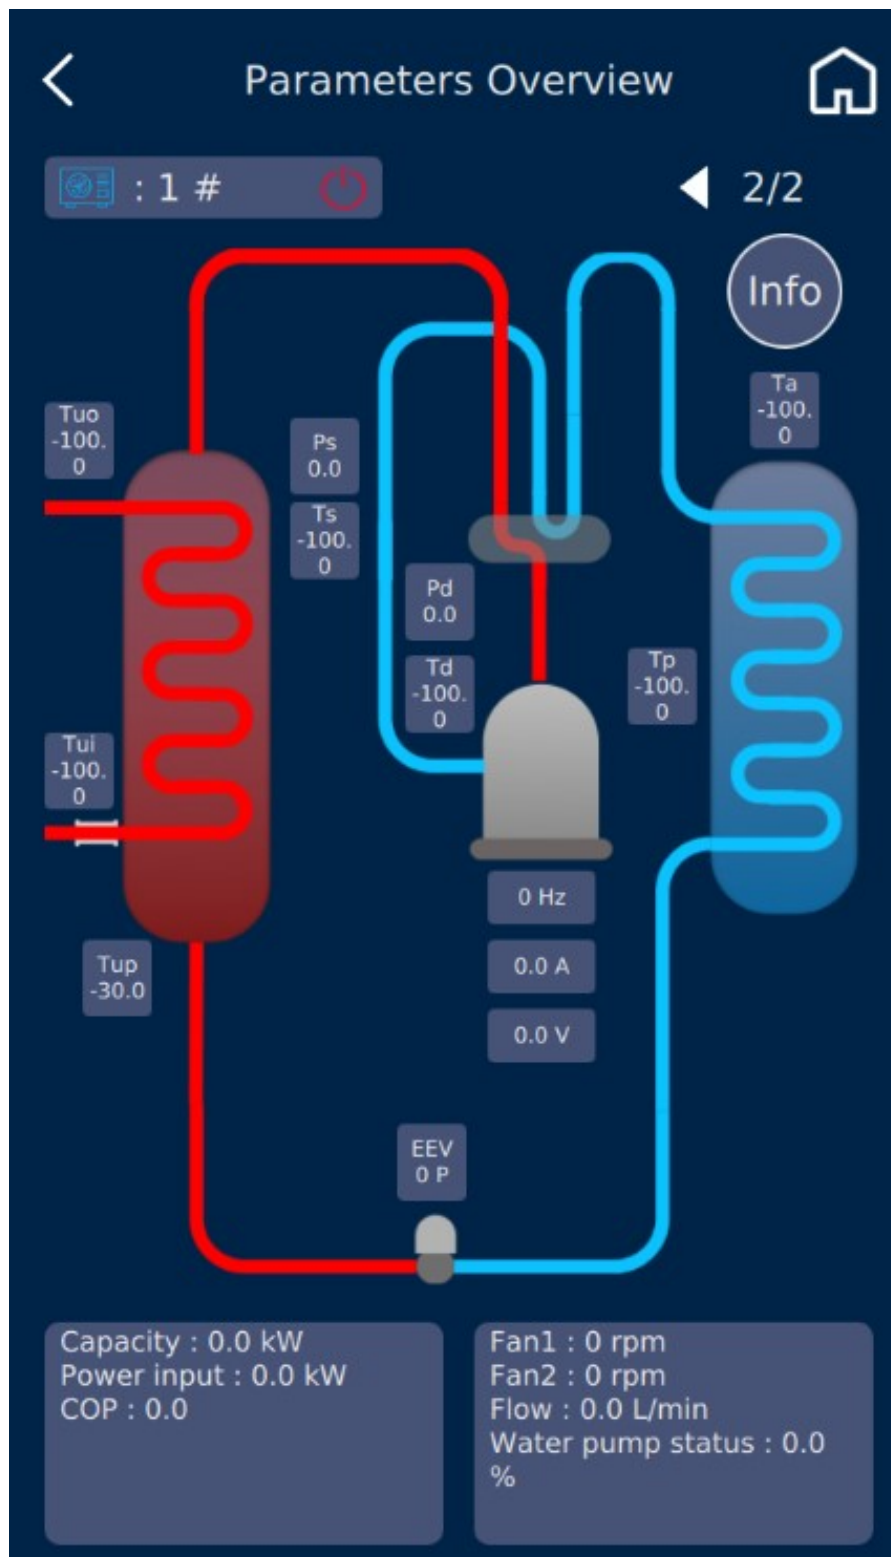 Parameters Overview
: 1 #
2/2
Info
Ta
-100.
0
Tuo
-100.
0
Ps
0.0
Ts
-100.
0
Pd
0.0
Td
-100.
0
Tp
-100.
0
Tui
-100.
0
0 Hz
Tup
-30.0
0.0 A
0.0 V
EEV
0 P
Capacity : 0.0 kW
Power input : 0.0 kW
COP : 0.0
Fan1 : 0 rpm
Fan2 : 0 rpm
Flow : 0.0 L/min
Water pump status : 0.0
%